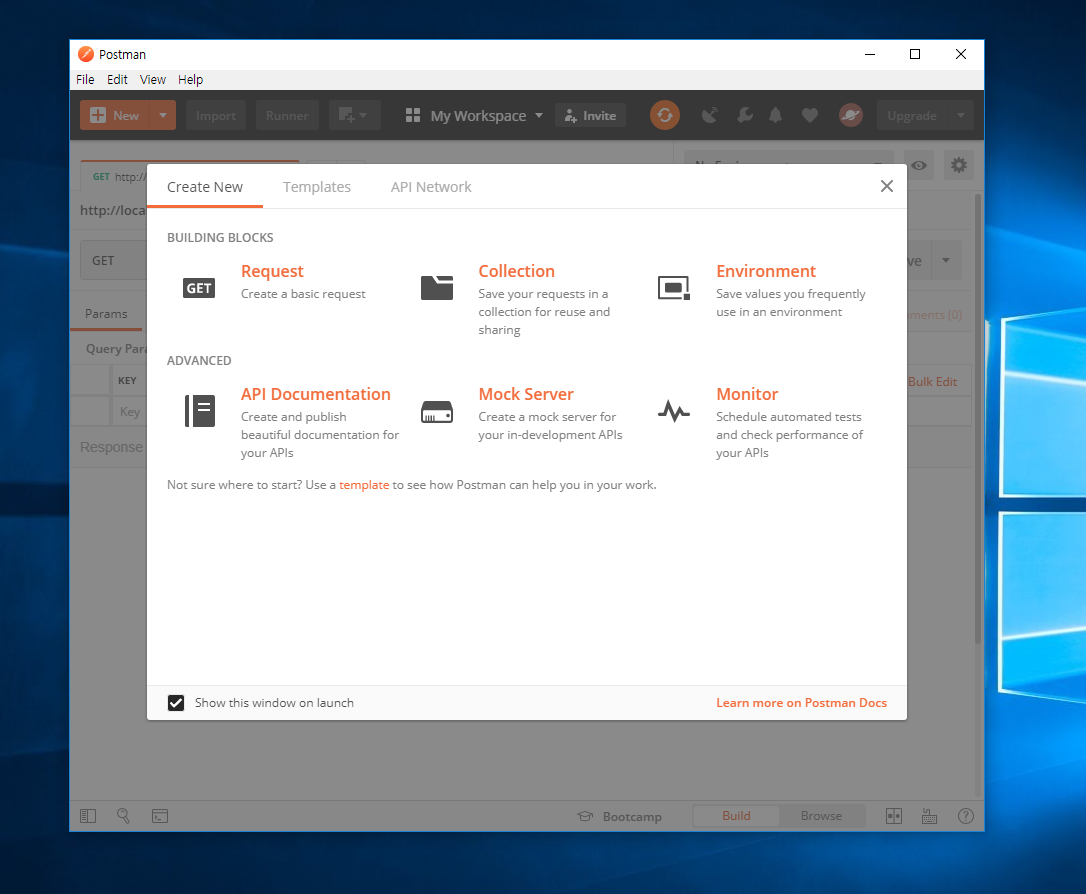 Postman
File Edit View Help
New Import Runner My Workspace Invite Upgrade
GET http:/
Create New Templates API Network
http://loca
BUILDING BLOCKS
GET
GET
Request
Create a basic request
Collection
Save your requests in a
collection for reuse and
sharing
Environment
Save values you frequently
use in an environment
ve
Params
ments (0)
Query Para
ADVANCED
KEY
Bulk Edit
Key
API Documentation
Create and publish
beautiful documentation for
your APIs
Mock Server
Create a mock server for
your in-development APIs
Monitor
Schedule automated tests
and check performance of
your APIs
Response
Not sure where to start? Use a template to see how Postman can help you in your work.
Show this window on launch
Learn more on Postman Docs
Bootcamp Build Browse